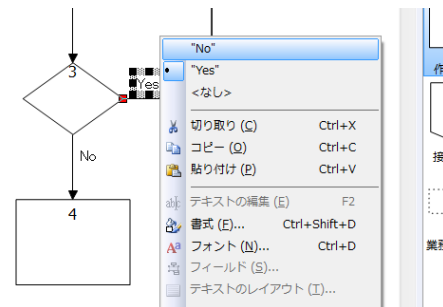 "No"
3
"Yes"
Yes
<なし>
切り取り (C) Ctrl+X
コピー (O) Ctrl+C
No
貼り付け (P) Ctrl+V
テキストの編集 (E) F2
4
書式 (F)... Ctrl+Shift+D
フォント (N)... Ctrl+D
フィールド (S)...
テキストのレイアウト (T)...
作
接
業務